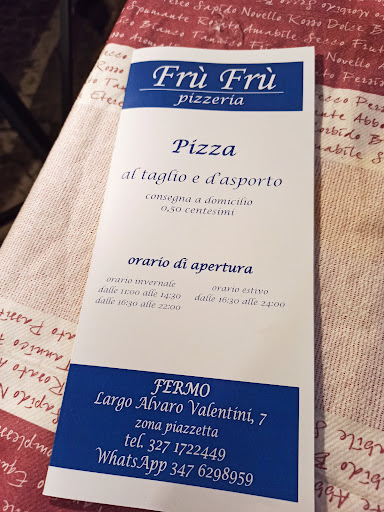 Frù Frù
pizzeria
Pizza
al taglio e d'asporto
consegna a domicilio
0,50 centesimi
orario di apertura
orario invernale
dalle 11:00 alle 14:30
dalle 16:30 alle 22:00
orario estivo
dalle 16:30 alle 24:00
FERMO
Largo Alvaro Valentini, 7
zona piazzetta
tel. 327 1722449
WhatsApp 347 6298959